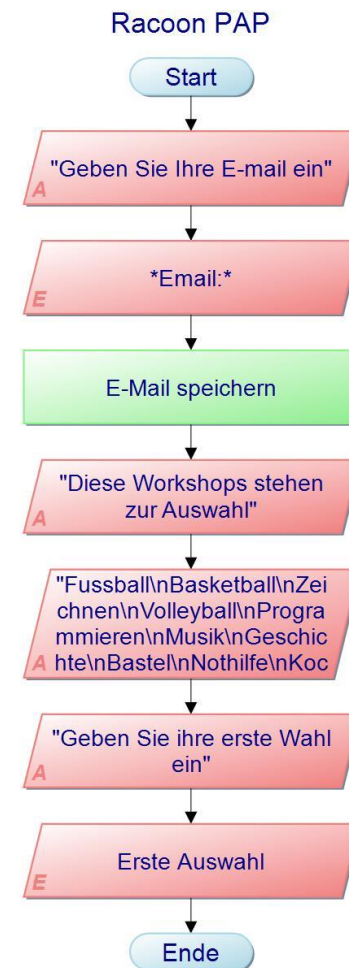 Racoon PAP
Start
"Geben Sie Ihre E-mail ein"
A
*Email:*
E
E-Mail speichern
"Diese Workshops stehen
zur Auswahl"
A
"Fussball\nBasketball\nZei
chnen\nVolleyball\nProgra
mmieren\nMusik\nGeschic
hte\nBastel\nNothilfe\nKoc
A
"Geben Sie ihre erste Wahl
ein"
A
Erste Auswahl
E
Ende